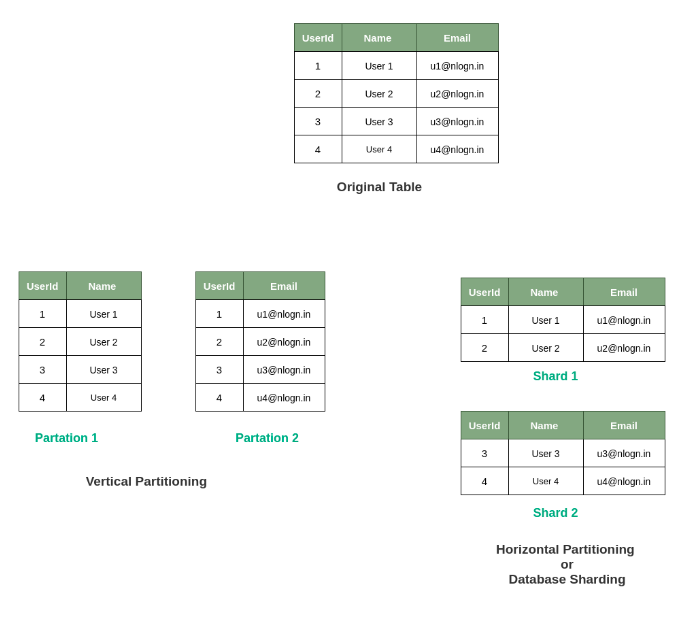 UserId Name Email
1 User 1 u1@nlogn.in
2 User 2 u2@nlogn.in
3 User 3 u3@nlogn.in
4 User 4 u4@nlogn.in
Original Table
UserId Name
1 User 1
2 User 2
3 User 3
4 User 4
Partation 1
UserId Email
1 u1@nlogn.in
2 u2@nlogn.in
3 u3@nlogn.in
4 u4@nlogn.in
Partation 2
Vertical Partitioning
UserId Name Email
1 User 1 u1@nlogn.in
2 User 2 u2@nlogn.in
Shard 1
UserId Name Email
3 User 3 u3@nlogn.in
4 User 4 u4@nlogn.in
Shard 2
Horizontal Partitioning
or
Database Sharding